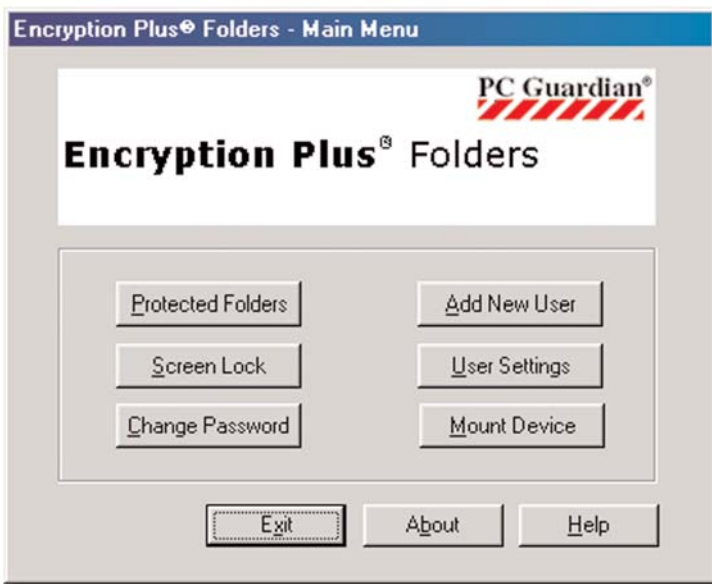 Encryption Plus® Folders - Main Menu
PC Guardian®
Encryption Plus® Folders
Protected Folders
Add New User
Screen Lock
User Settings
Change Password
Mount Device
Exit
About
Help